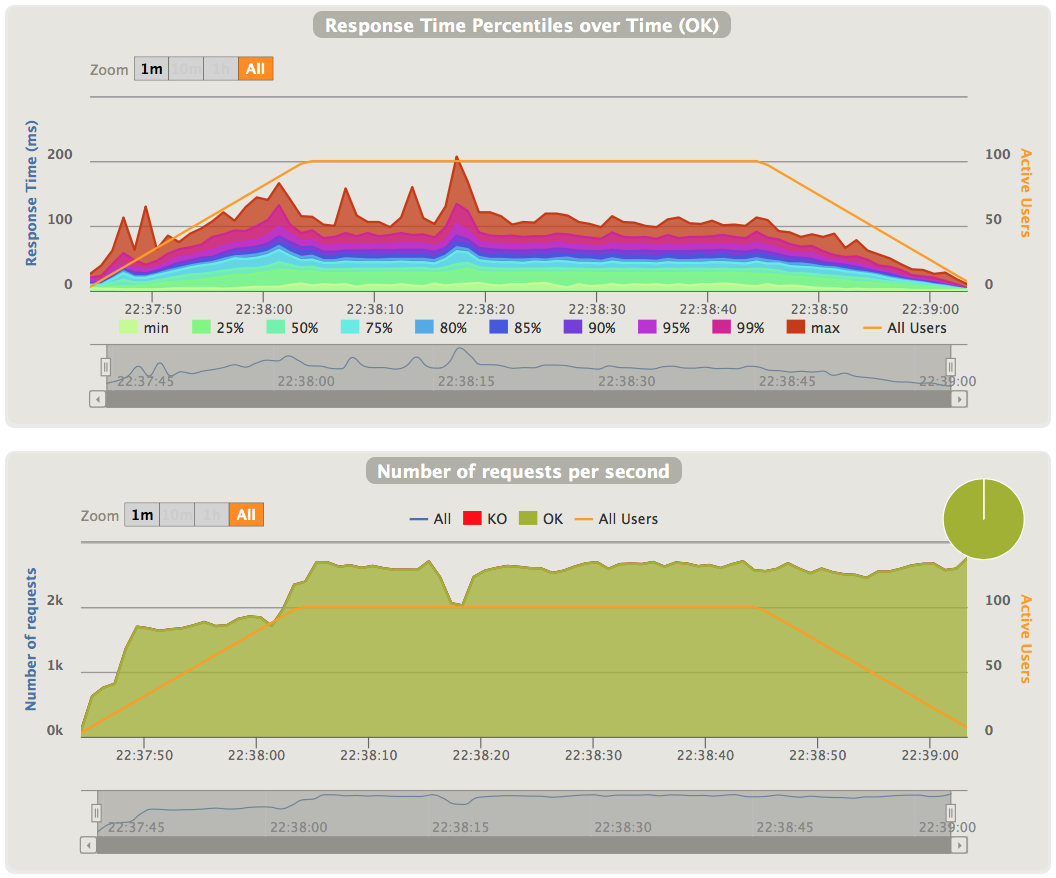 Response Time Percentiles over Time (OK)
Zoom 1m 10m 1h All
Response Time (ms)
200
100
0
100
50
0
Active Users
22:37:50 22:38:00 22:38:10 22:38:20 22:38:30 22:38:40 22:38:50 22:39:00
min 25% 50% 75% 80% 85% 90% 95% 99% max All Users
22:37:45 22:38:00 22:38:15 22:38:30 22:38:45 22:39:00
Number of requests per second
Zoom 1m 10m 1h All
All KO OK All Users
Number of requests
2k
1k
0k
100
50
0
Active Users
22:37:50 22:38:00 22:38:10 22:38:20 22:38:30 22:38:40 22:38:50 22:39:00
22:37:45 22:38:00 22:38:15 22:38:30 22:38:45 22:39:00